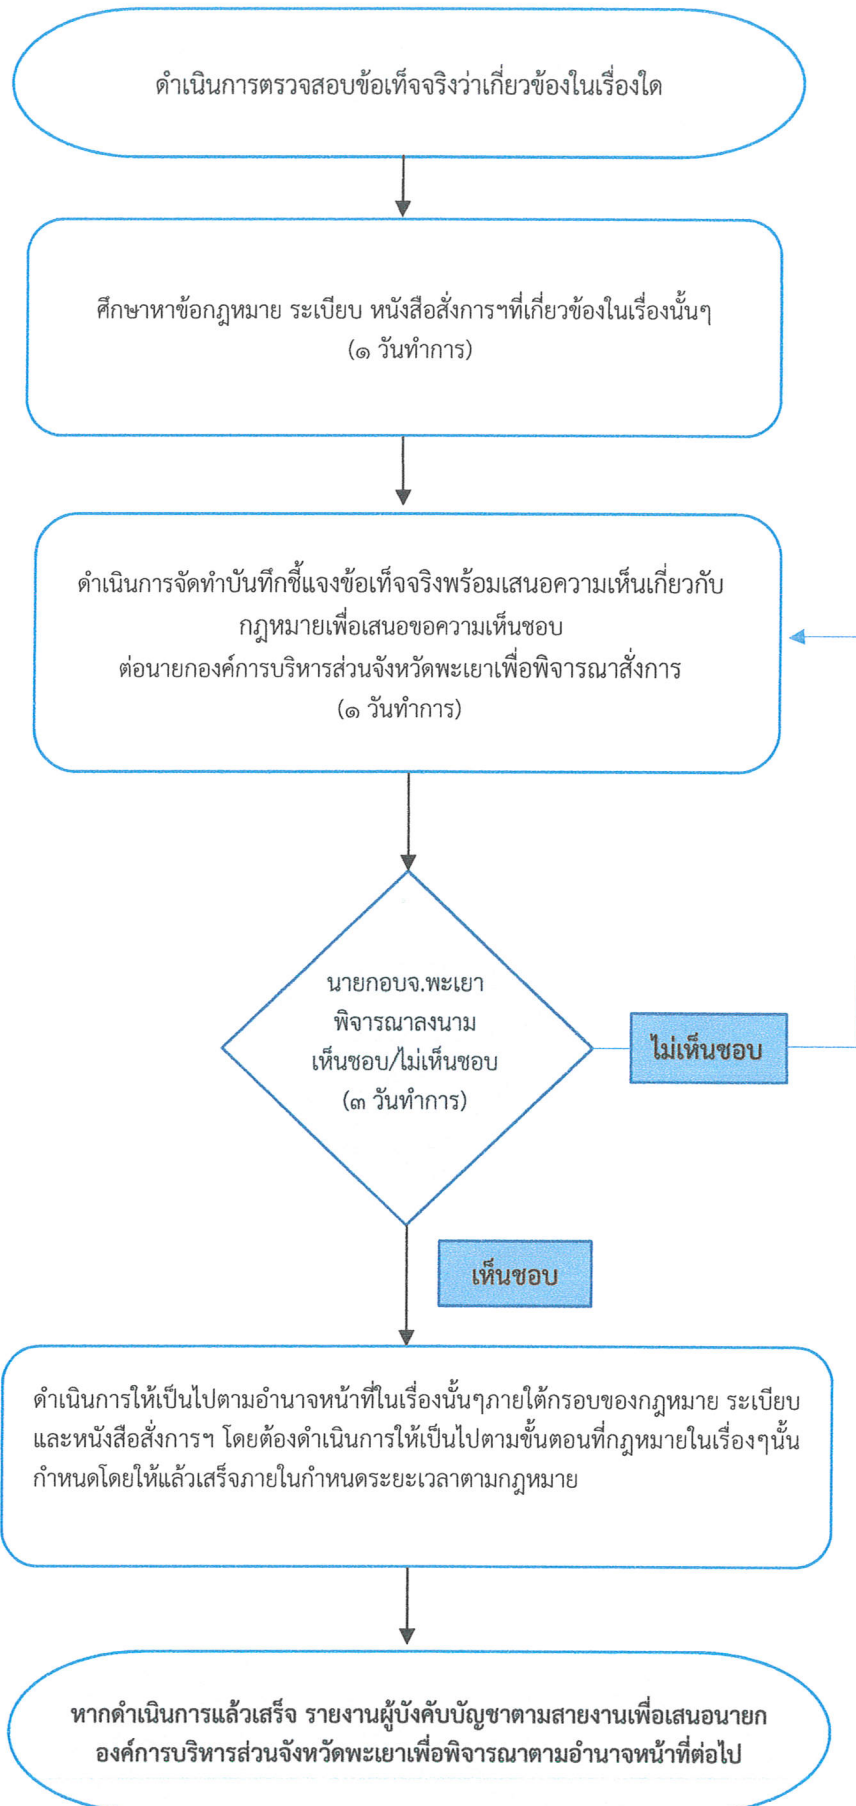 ดำเนินการตรวจสอบข้อเท็จจริงว่าเกี่ยวข้องในเรื่องใด
ศึกษาหาข้อกฎหมาย ระเบียบ หนังสือสั่งการฯที่เกี่ยวข้องในเรื่องนั้นๆ
(๑ วันทำการ)
ดำเนินการจัดทำบันทึกชี้แจงข้อเท็จจริงพร้อมเสนอความเห็นเกี่ยวกับ
กฎหมายเพื่อเสนอขอความเห็นชอบ
ต่อนายกองค์การบริหารส่วนจังหวัดพะเยาเพื่อพิจารณาสั่งการ
(๑ วันทำการ)
นายกอบจ.พะเยา
พิจารณาลงนาม
เห็นชอบ/ไม่เห็นชอบ
(๓ วันทำการ)
ไม่เห็นชอบ
เห็นชอบ
ดำเนินการให้เป็นไปตามอำนาจหน้าที่ในเรื่องนั้นๆภายใต้กรอบของกฎหมาย ระเบียบ
และหนังสือสั่งการฯ โดยต้องดำเนินการให้เป็นไปตามขั้นตอนที่กฎหมายในเรื่องๆนั้น
กำหนดโดยให้แล้วเสร็จภายในกำหนดระยะเวลาตามกฎหมาย
หากดำเนินการแล้วเสร็จ รายงานผู้บังคับบัญชาตามสายงานเพื่อเสนอนายก
องค์การบริหารส่วนจังหวัดพะเยาเพื่อพิจารณาตามอำนาจหน้าที่ต่อไป